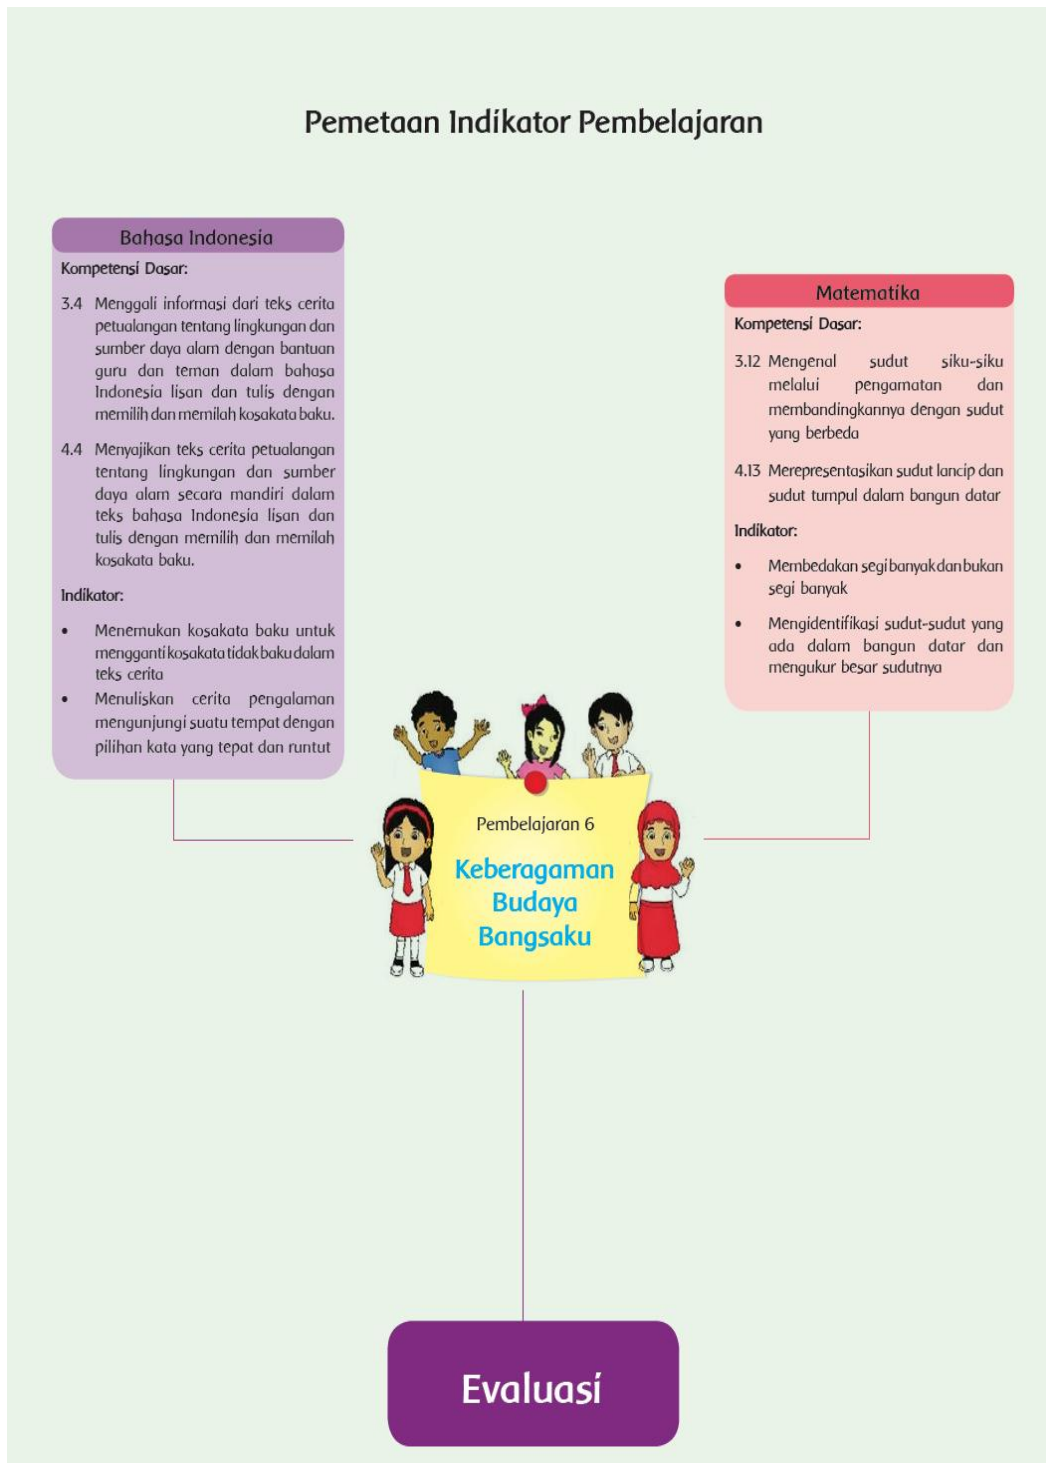 Pemetaan Indikator Pembelajaran
Bahasa Indonesia
Kompetensi Dasar:
3.4 Menggali informasi dari teks cerita
petualangan tentang lingkungan dan
sumber daya alam dengan bantuan
guru dan teman dalam bahasa
Indonesia lisan dan tulis dengan
memilih dan memilah kosakata baku.
4.4 Menyajikan teks cerita petualangan
tentang lingkungan dan sumber
daya alam secara mandiri dalam
teks bahasa Indonesia lisan dan
tulis dengan memilih dan memilah
kosakata baku.
Indikator:
• Menemukan kosakata baku untuk
mengganti kosakata tidak baku dalam
teks cerita
• Menuliskan cerita pengalaman
mengunjungi suatu tempat dengan
pilihan kata yang tepat dan runtut
Matematika
Kompetensi Dasar:
3.12 Mengenal sudut siku-siku
melalui pengamatan dan
membandingkannya dengan sudut
yang berbeda
4.13 Merepresentasikan sudut lancip dan
sudut tumpul dalam bangun datar
Indikator:
• Membedakan segi banyak dan bukan
segi banyak
• Mengidentifikasi sudut-sudut yang
ada dalam bangun datar dan
mengukur besar sudutnya
Pembelajaran 6
Keberagaman
Budaya
Bangsaku
Evaluasi